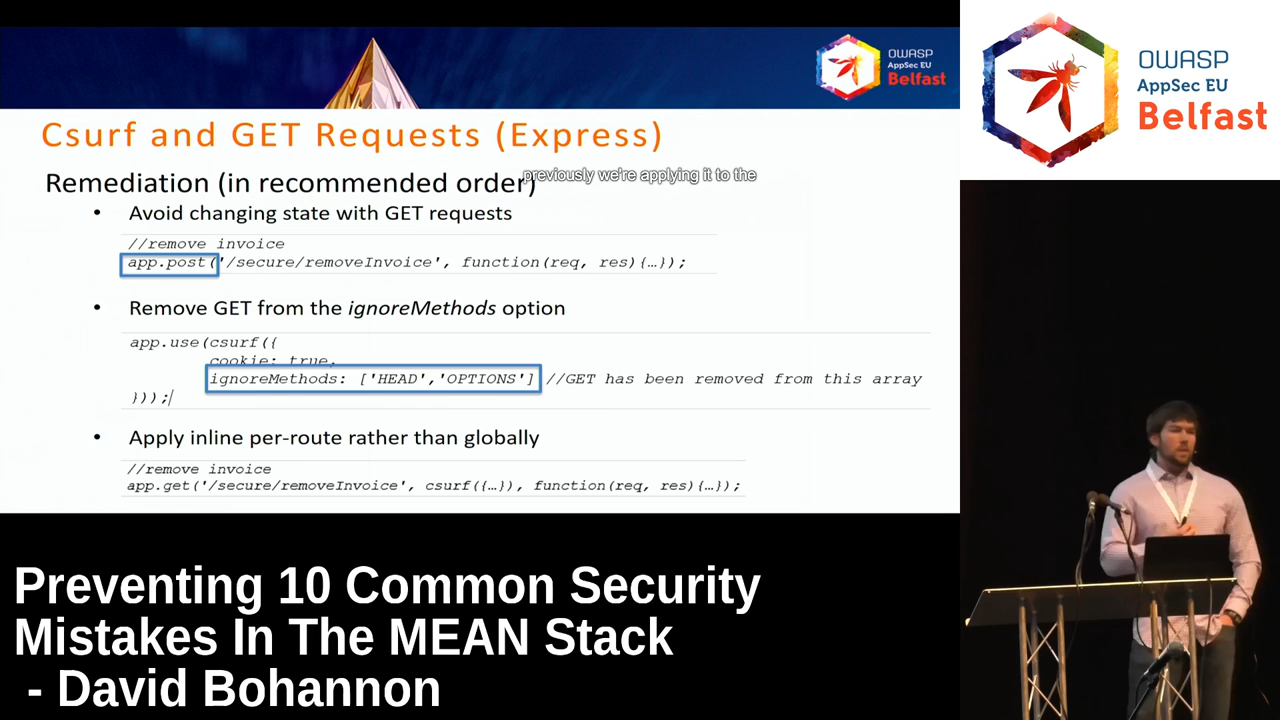 OWASP
AppSec EU
Belfast
Csurf and GET Requests (Express)
Remediation (in recommended order)
previously we're applying it to the
• Avoid changing state with GET requests
//remove invoice
app.post('/secure/removeInvoice', function(req, res){…});
• Remove GET from the ignoreMethods option
app.use(csurf({
cookie: true,
ignoreMethods: ['HEAD','OPTIONS'] //GET has been removed from this array
}));
• Apply inline per-route rather than globally
//remove invoice
app.get('/secure/removeInvoice', csurf({…}), function(req, res){…});
OWASP
AppSec EU
Belfast
Preventing 10 Common Security
Mistakes In The MEAN Stack
- David Bohannon